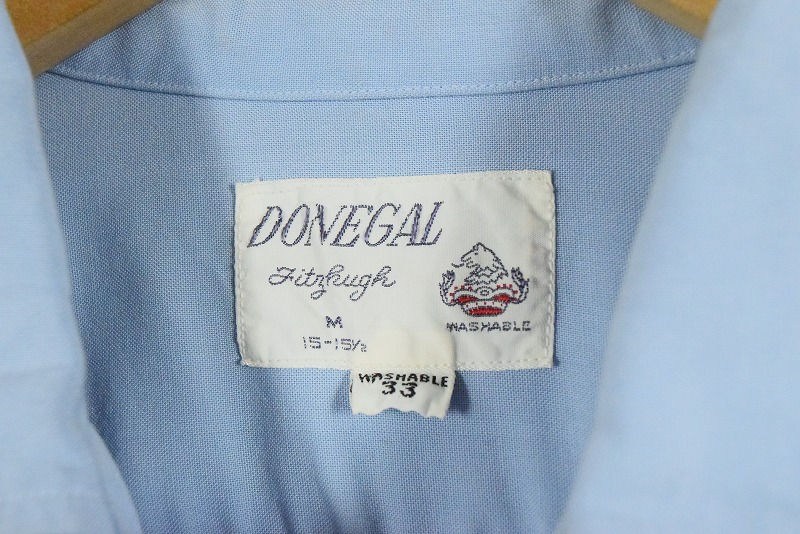 DONEGAL
Fitzhugh
M
15-15½
WASHABLE
WASHABLE
33